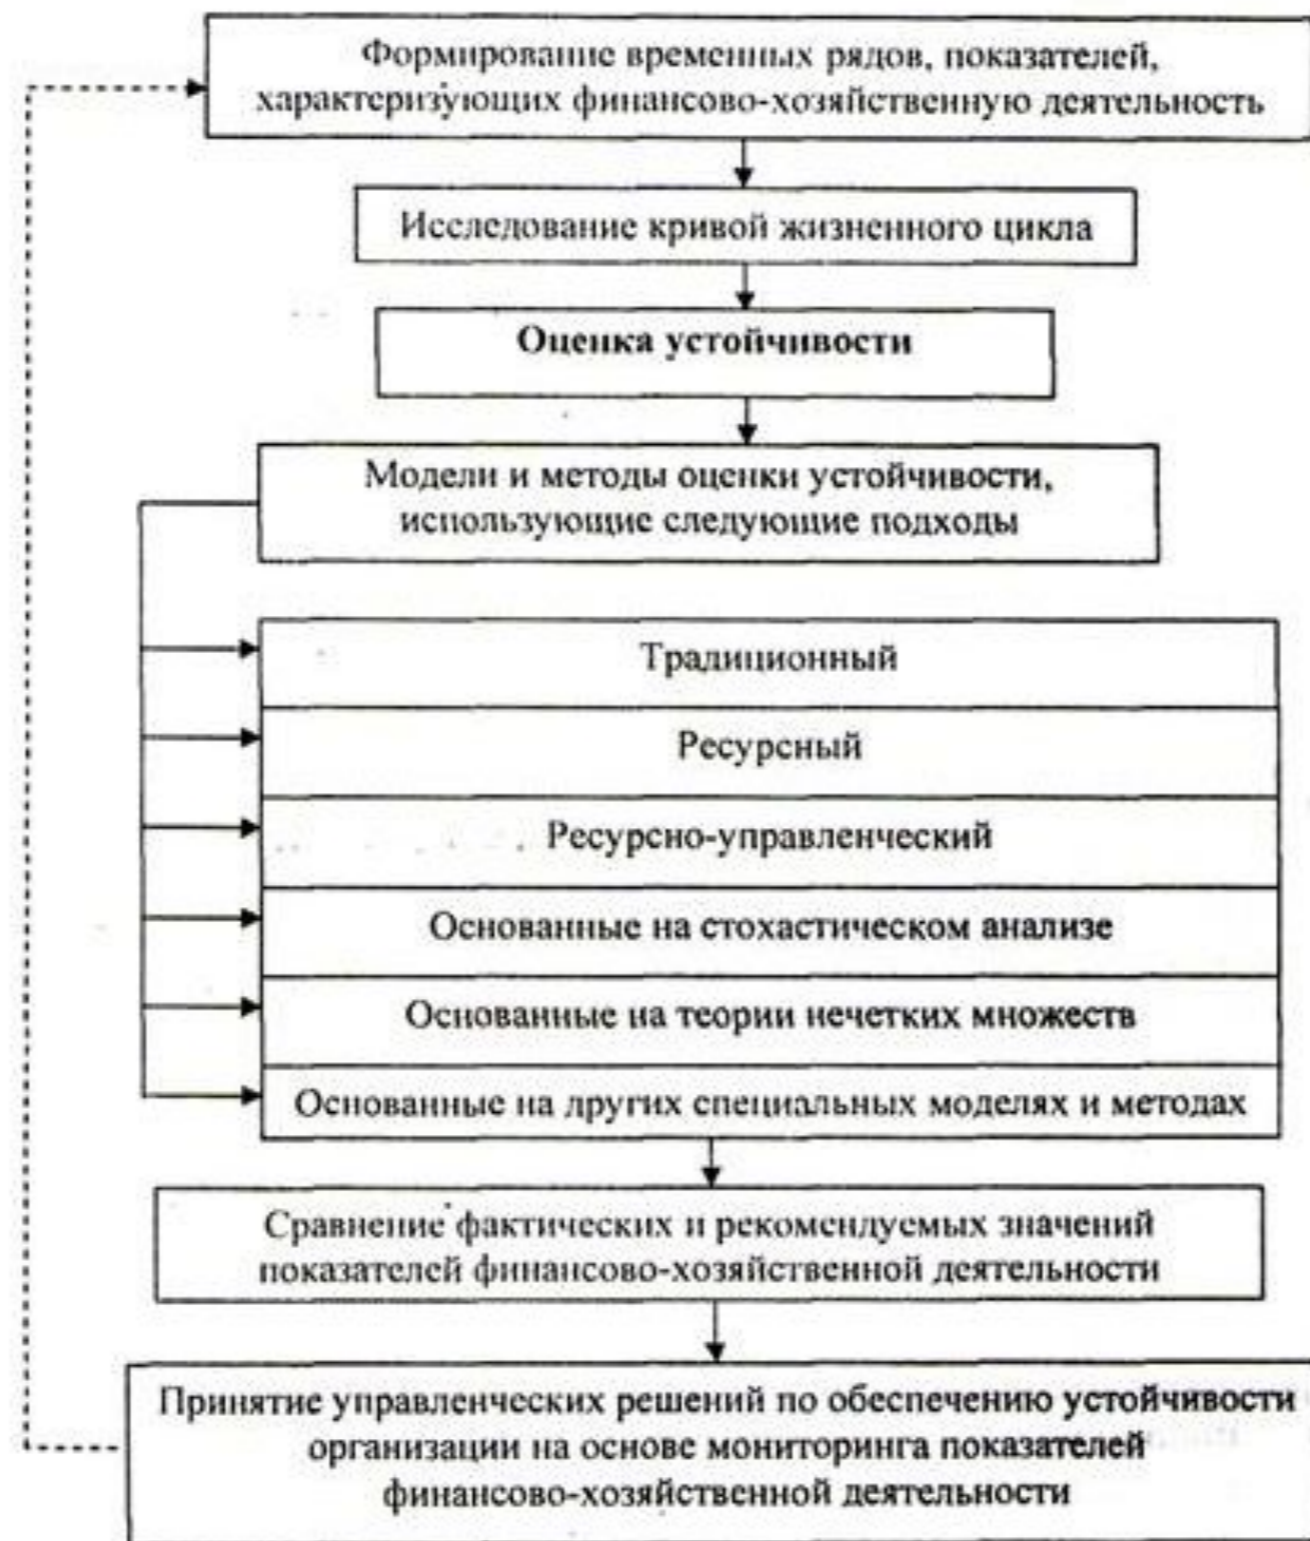 Формирование временных рядов, показателей,
характеризующих финансово-хозяйственную деятельность
Исследование кривой жизненного цикла
Оценка устойчивости
Модели и методы оценки устойчивости,
использующие следующие подходы
Традиционный
Ресурсный
Ресурсно-управленческий
Основанные на стохастическом анализе
Основанные на теории нечетких множеств
Основанные на других специальных моделях и методах
Сравнение фактических и рекомендуемых значений
показателей финансово-хозяйственной деятельности
Принятие управленческих решений по обеспечению устойчивости
организации на основе мониторинга показателей
финансово-хозяйственной деятельности